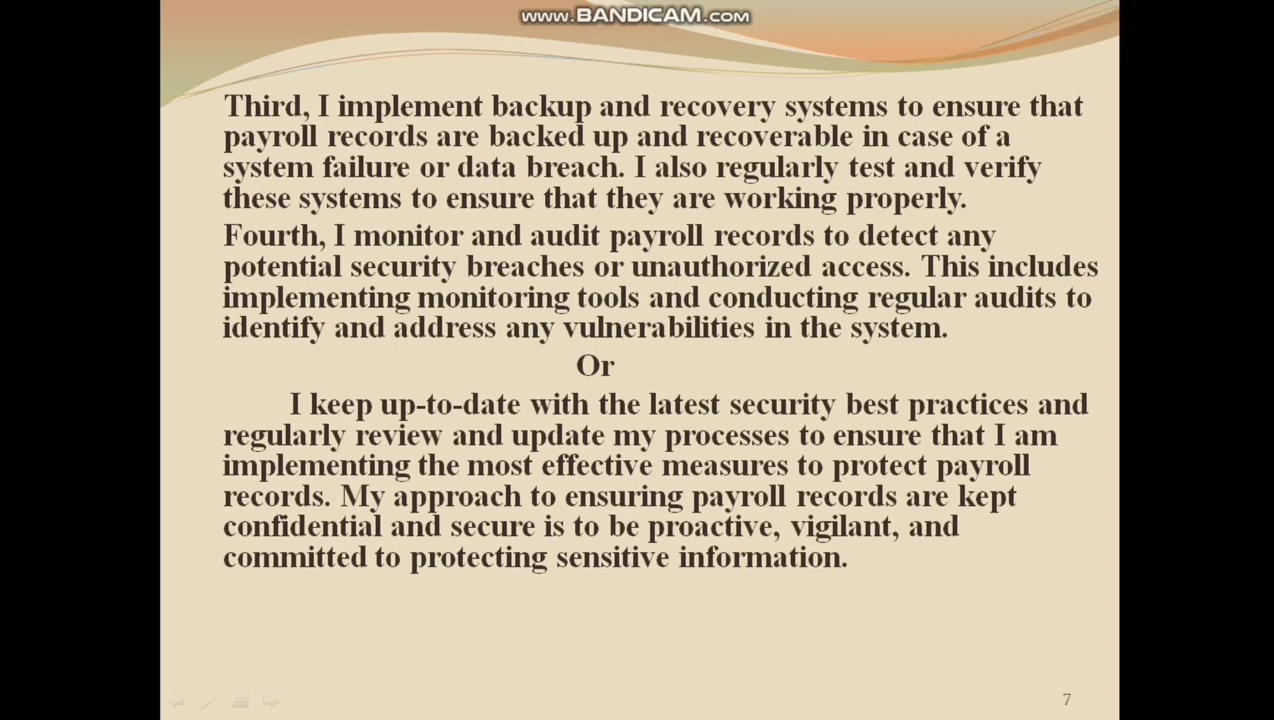 www.BANDICAM.com
Third, I implement backup and recovery systems to ensure that
payroll records are backed up and recoverable in case of a
system failure or data breach. I also regularly test and verify
these systems to ensure that they are working properly.
Fourth, I monitor and audit payroll records to detect any
potential security breaches or unauthorized access. This includes
implementing monitoring tools and conducting regular audits to
identify and address any vulnerabilities in the system.
Or
I keep up-to-date with the latest security best practices and
regularly review and update my processes to ensure that I am
implementing the most effective measures to protect payroll
records. My approach to ensuring payroll records are kept
confidential and secure is to be proactive, vigilant, and
committed to protecting sensitive information.
7